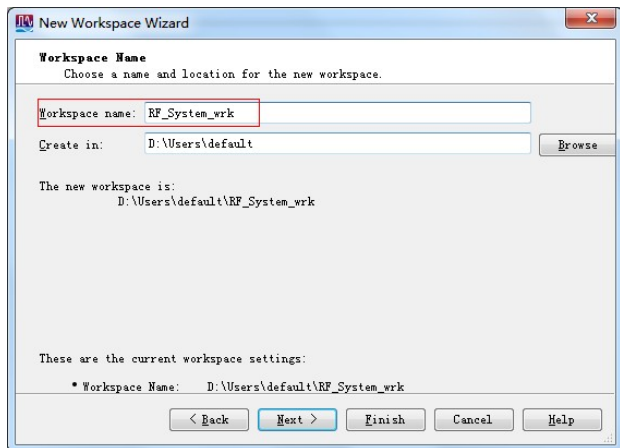 New Workspace Wizard
Workspace Name
Choose a name and location for the new workspace.
Workspace name: RF_System_wrk
Create in: D:\Users\default Browse
The new workspace is:
D:\Users\default\RF_System_wrk
These are the current workspace settings:
• Workspace Name: D:\Users\default\RF_System_wrk
< Back Next > Finish Cancel Help